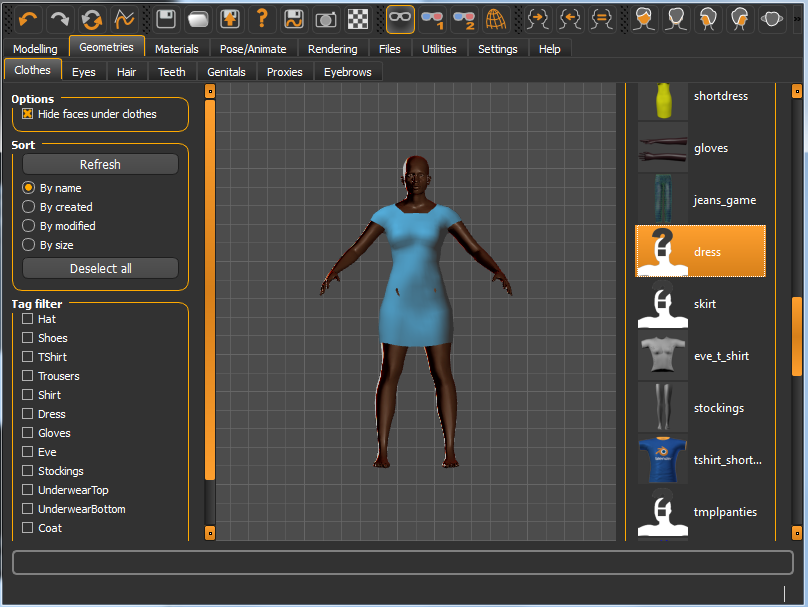 ?
1
2
»
Modelling Geometries Materials Pose/Animate Rendering Files Utilities Settings Help
Clothes Eyes Hair Teeth Genitals Proxies Eyebrows
Options
Hide faces under clothes
Sort
Refresh
By name
By created
By modified
By size
Deselect all
Tag filter
Hat
Shoes
TShirt
Trousers
Shirt
Dress
Gloves
Eve
Stockings
UnderwearTop
UnderwearBottom
Coat
shortdress
gloves
jeans_game
?
dress
skirt
eve_t_shirt
stockings
tshirt_short...
tmplpanties